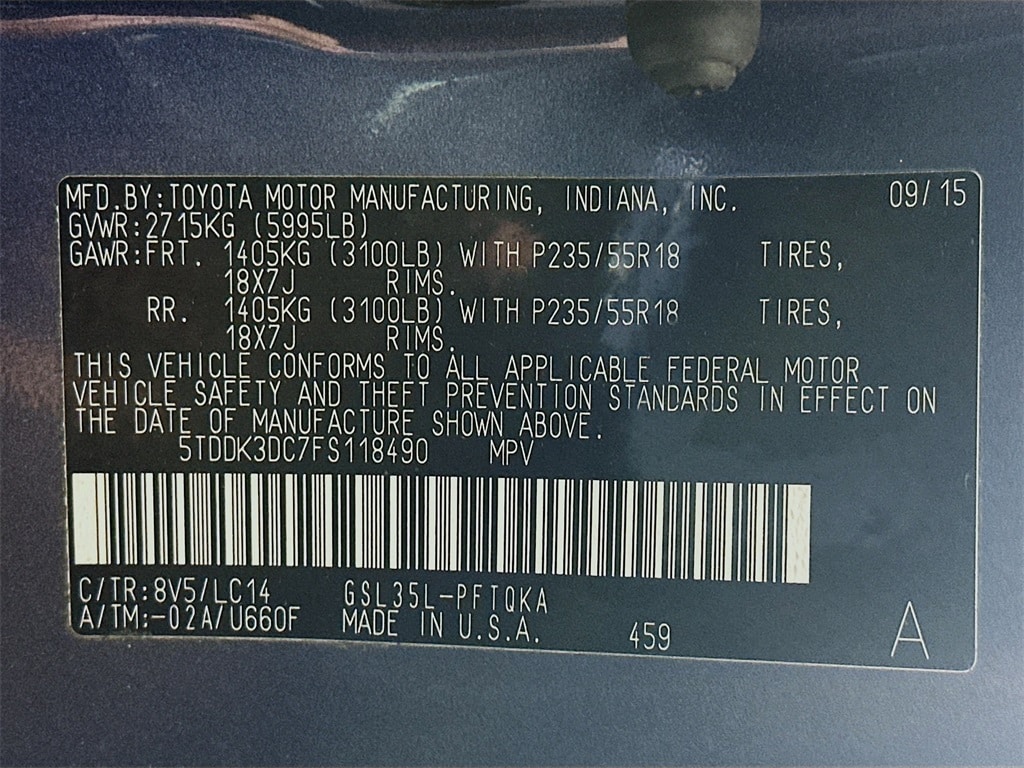 MFD.BY:TOYOTA MOTOR MANUFACTURING, INDIANA, INC. 09/15
GVWR:2715KG (5995LB)
GAWR:FRT. 1405KG (3100LB) WITH P235/55R18 TIRES,
18X7J RIMS.
RR. 1405KG (3100LB) WITH P235/55R18 TIRES,
18X7J RIMS.
THIS VEHICLE CONFORMS TO ALL APPLICABLE FEDERAL MOTOR
VEHICLE SAFETY AND THEFT PREVENTION STANDARDS IN EFFECT ON
THE DATE OF MANUFACTURE SHOWN ABOVE.
5TDDK3DC7FS118490 MPV
C/TR:8V5/LC14 GSL35L-PFTQKA
A/TM:-02A/U660F MADE IN U.S.A. 459 A